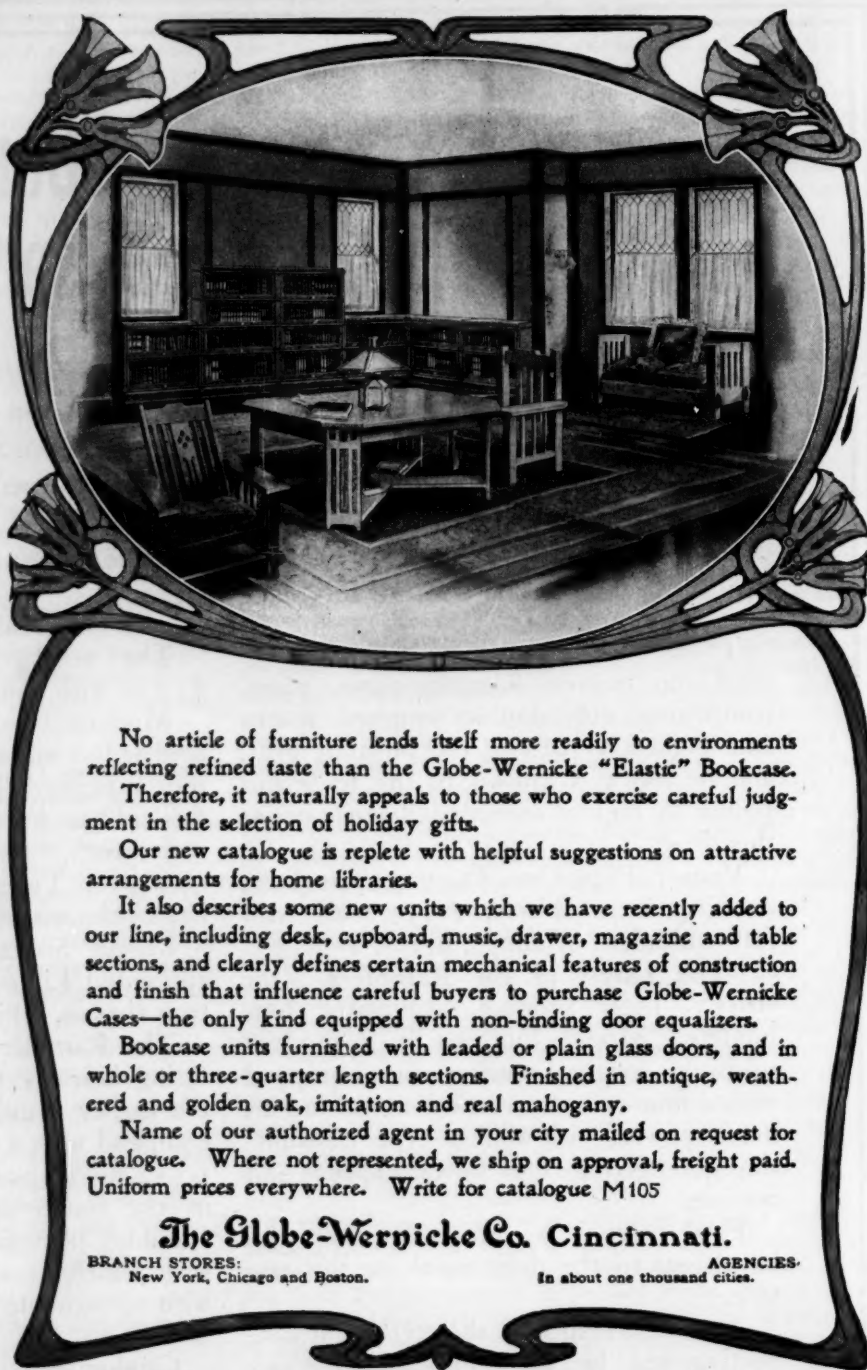 No article of furniture lends itself more readily to environments
reflecting refined taste than the Globe-Wernicke “Elastic” Bookcase.
Therefore, it naturally appeals to those who exercise careful judg-
ment in the selection of holiday gifts.
Our new catalogue is replete with helpful suggestions on attractive
arrangements for home libraries.
It also describes some new units which we have recently added to
our line, including desk, cupboard, music, drawer, magazine and table
sections, and clearly defines certain mechanical features of construction
and finish that influence careful buyers to purchase Globe-Wernicke
Cases—the only kind equipped with non-binding door equalizers.
Bookcase units furnished with leaded or plain glass doors, and in
whole or three-quarter length sections. Finished in antique, weath-
ered and golden oak, imitation and real mahogany.
Name of our authorized agent in your city mailed on request for
catalogue. Where not represented, we ship on approval, freight paid.
Uniform prices everywhere. Write for catalogue M105
The Globe-Wernicke Co. Cincinnati.
BRANCH STORES:
New York, Chicago and Boston.
AGENCIES.
In about one thousand cities.